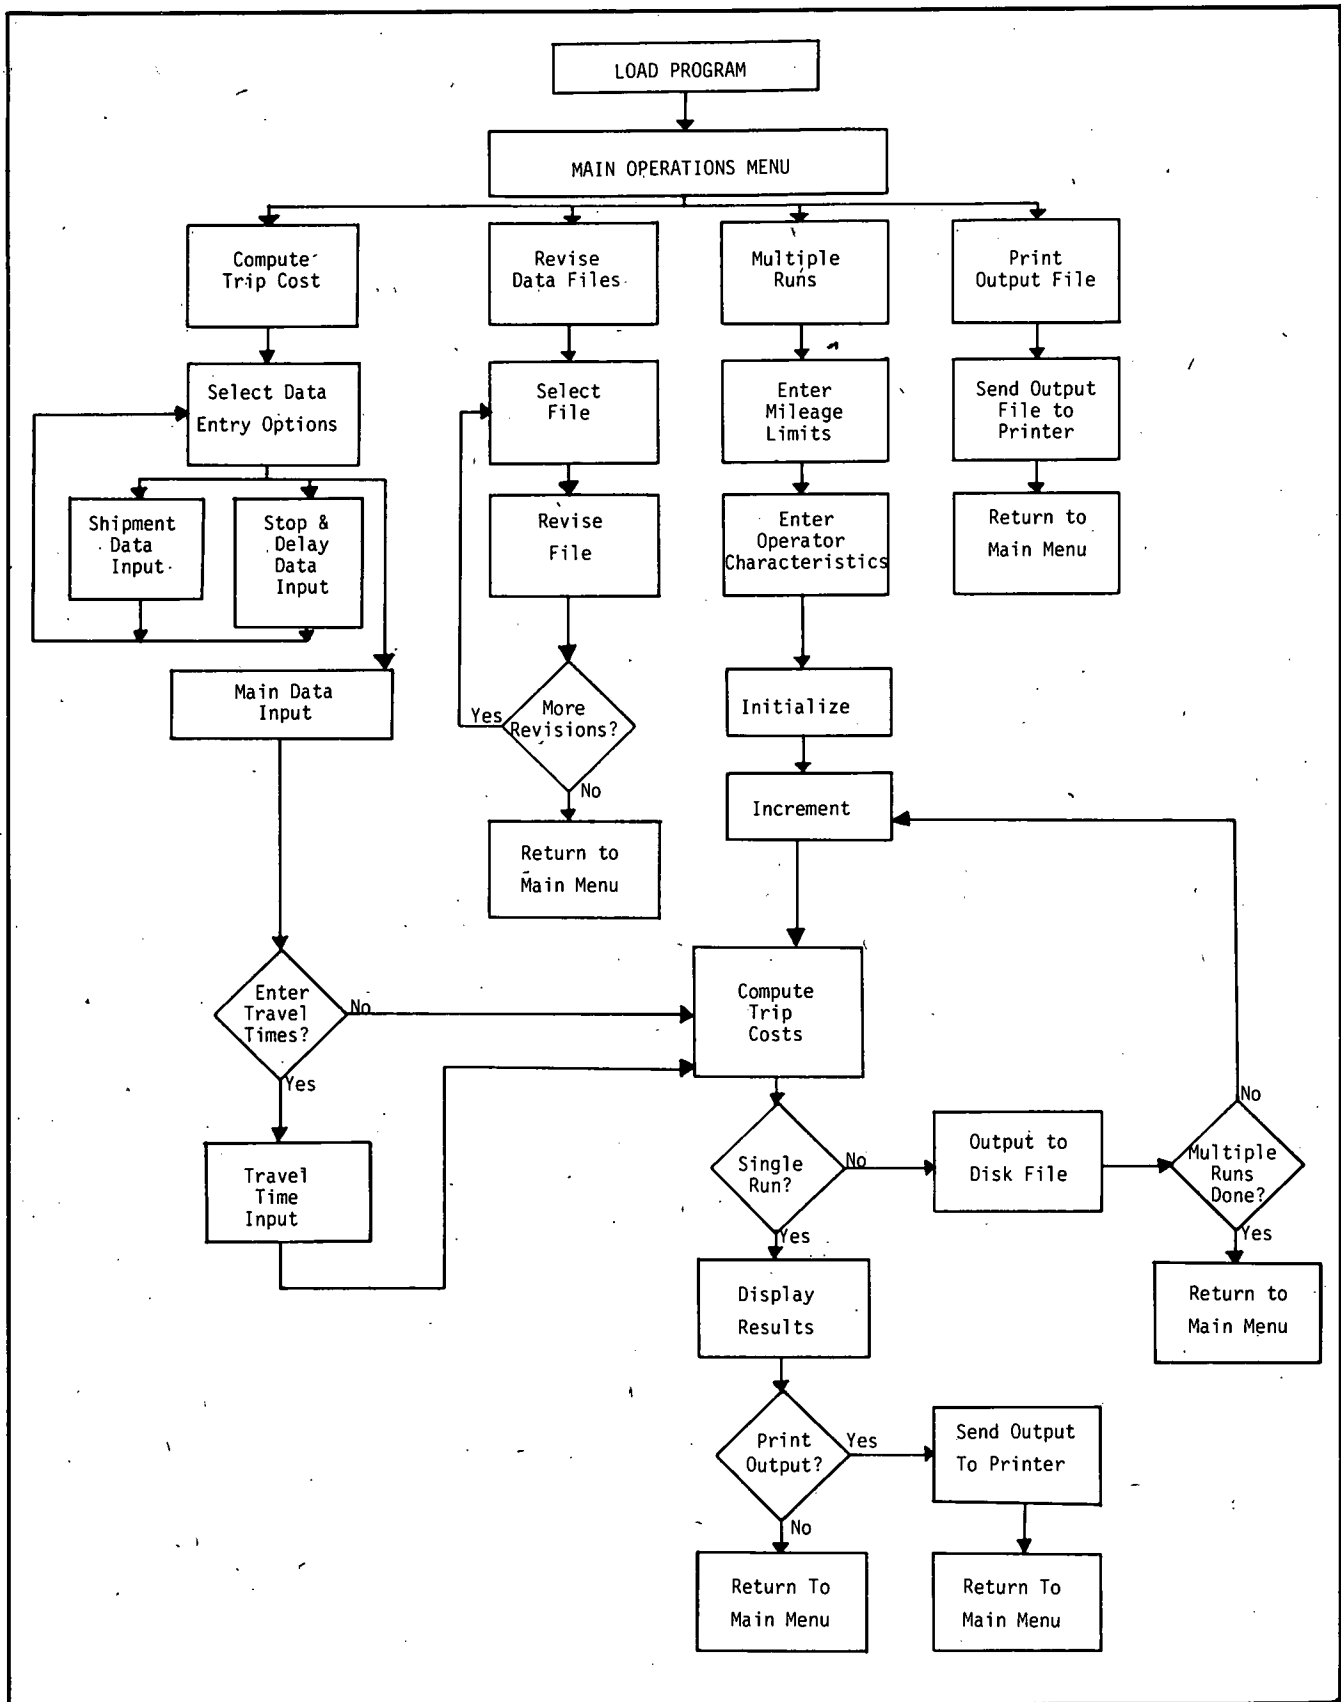 LOAD PROGRAM
MAIN OPERATIONS MENU
Compute
Trip Cost
Revise
Data Files
Multiple
Runs
Print
Output File
Select Data
Entry Options
Select
File
Enter
Mileage
Limits
Send Output
File to
Printer
Shipment
Data
Input
Stop &
Delay
Data
Input
Revise
File
Enter
Operator
Characteristics
Return to
Main Menu
Main Data
Input
Yes
More
Revisions?
No
Initialize
Increment
Return to
Main Menu
Enter
Travel
Times?
No
Yes
Compute
Trip
Costs
Travel
Time
Input
Single
Run?
No
Yes
Output to
Disk File
No
Multiple
Runs
Done?
Yes
Display
Results
Return to
Main Menu
Print
Output?
Yes
No
Send Output
To Printer
Return To
Main Menu
Return To
Main Menu